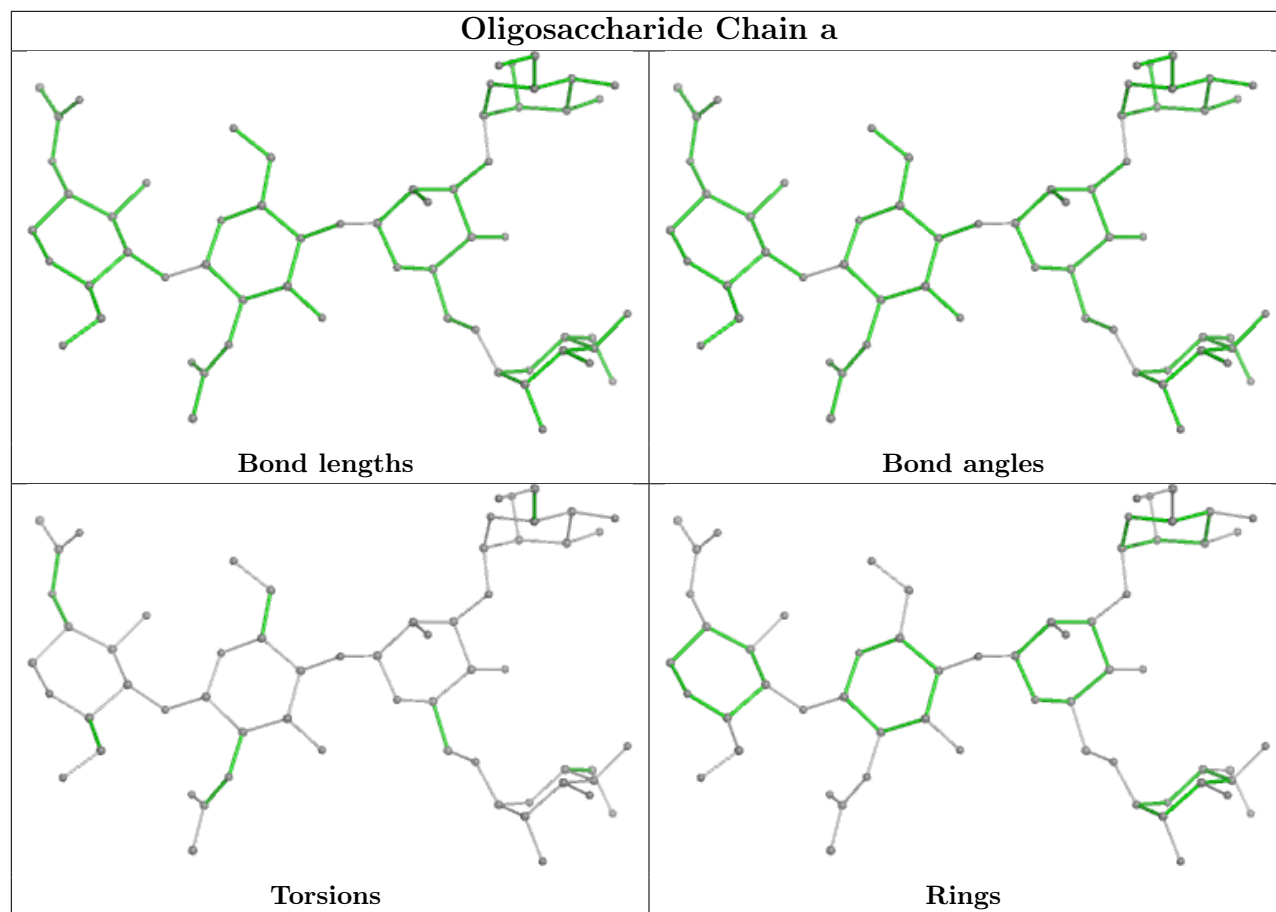 Oligosaccharide Chain a
Bond lengths
Bond angles
Torsions
Rings